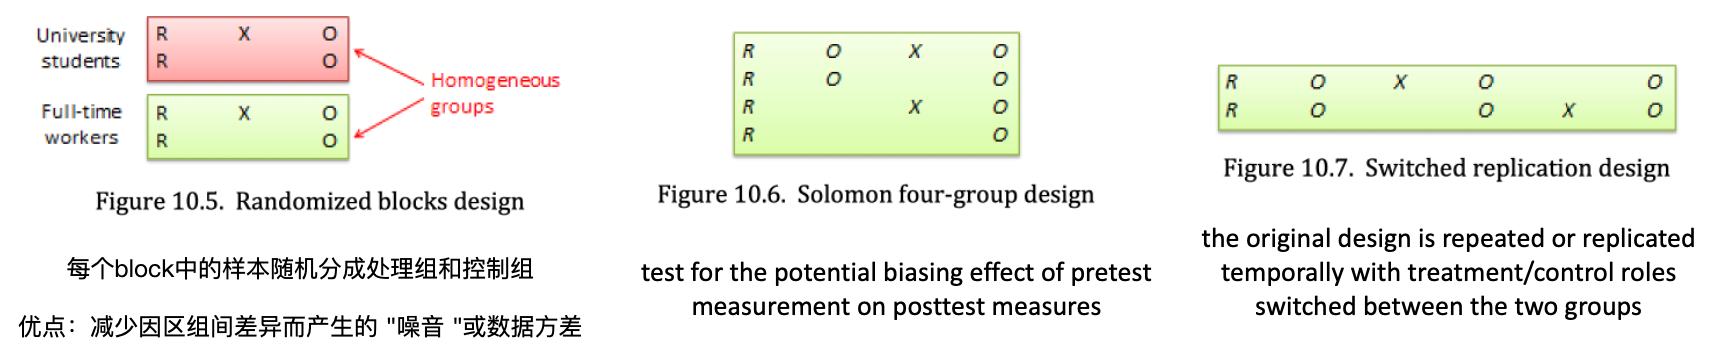 University
students
R X O
R O
Full-time
workers
R X O
R O
Homogeneous
groups
Figure 10.5. Randomized blocks design
每个block中的样本随机分成处理组和控制组
优点：减少因区组间差异而产生的 "噪音 "或数据方差
R O X O
R O O
R X O
R O
Figure 10.6. Solomon four-group design
test for the potential biasing effect of pretest
measurement on posttest measures
R O X O O
R O O X O
Figure 10.7. Switched replication design
the original design is repeated or replicated
temporally with treatment/control roles
switched between the two groups